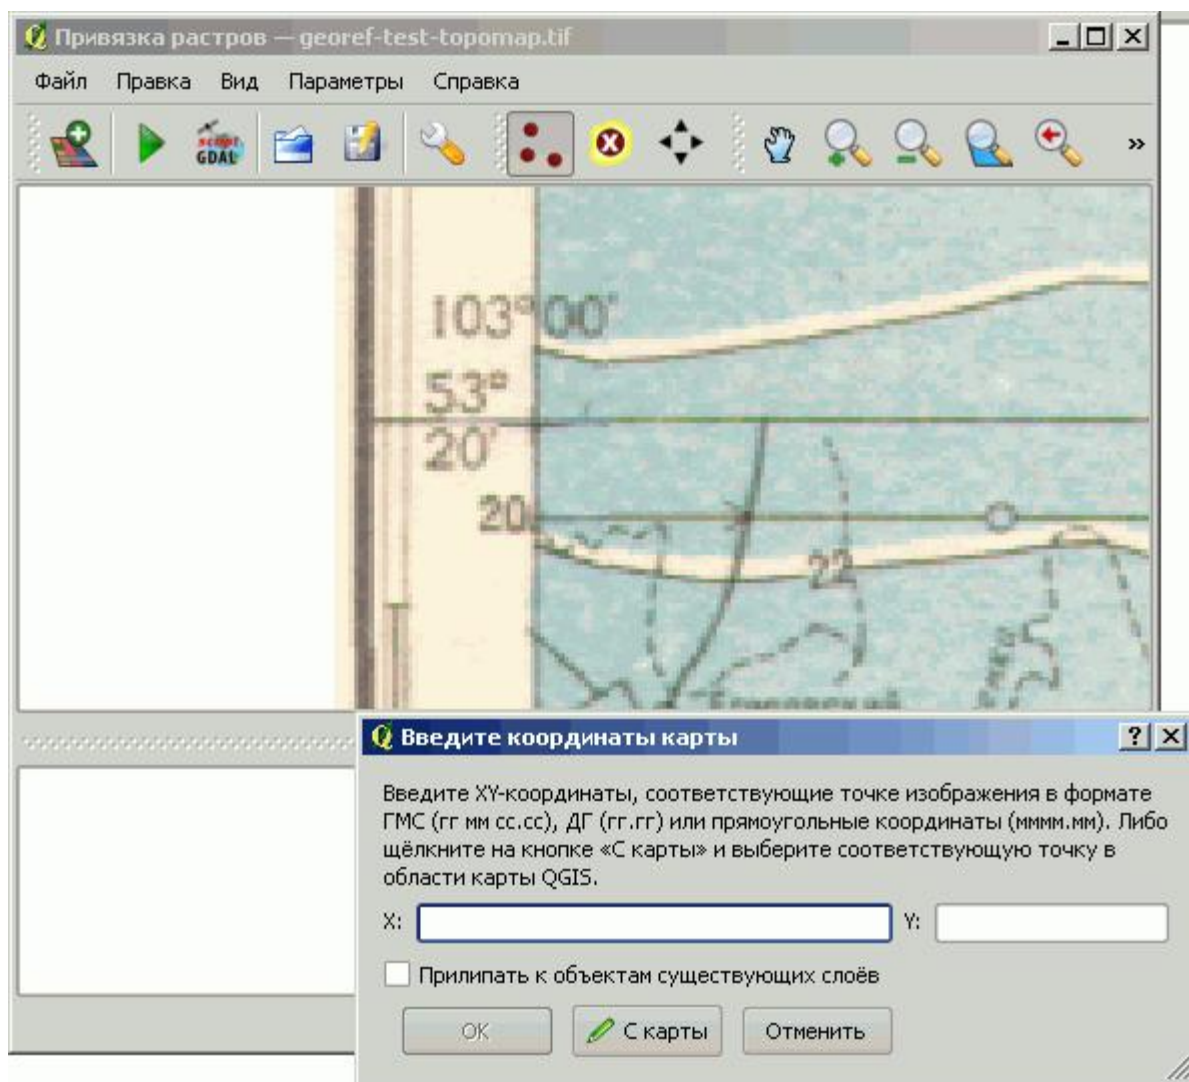 Привязка растров — georef-test-topomap.tif
Файл Правка Вид Параметры Справка
script
GDAL
»
103°00'
53°
20'
20
22
Введите координаты карты
Введите XY-координаты, соответствующие точке изображения в формате
ГМС (гг мм сс.сс), ДГ (гг.гг) или прямоугольные координаты (мммм.мм). Либо
щёлкните на кнопке «С карты» и выберите соответствующую точку в
области карты QGIS.
X: Y:
Прилипать к объектам существующих слоёв
OK С карты Отменить